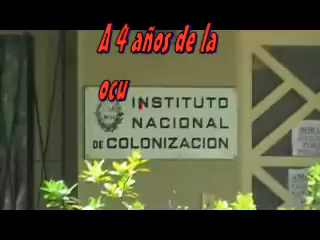 A 4 años de la
ocu
INSTITUTO
NACIONAL
DE COLONIZACION